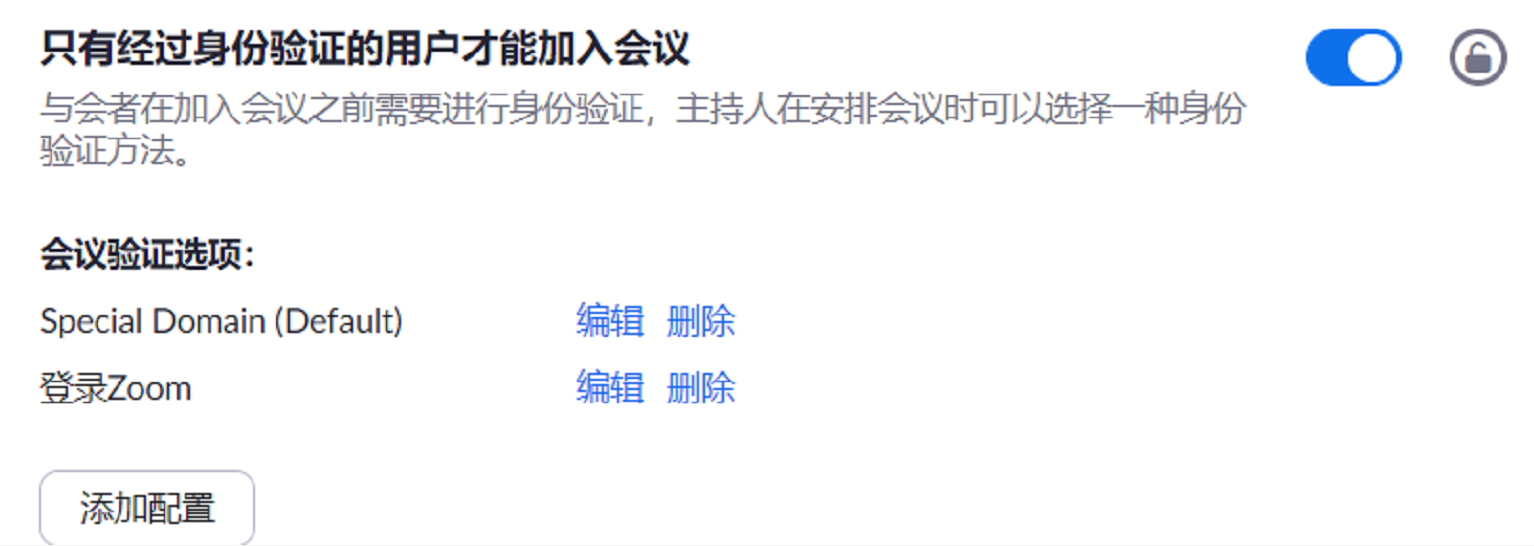 只有经过身份验证的用户才能加入会议
与会者在加入会议之前需要进行身份验证，主持人在安排会议时可以选择一种身份
验证方法。
会议验证选项：
Special Domain (Default) 编辑 删除
登录Zoom 编辑 删除
添加配置